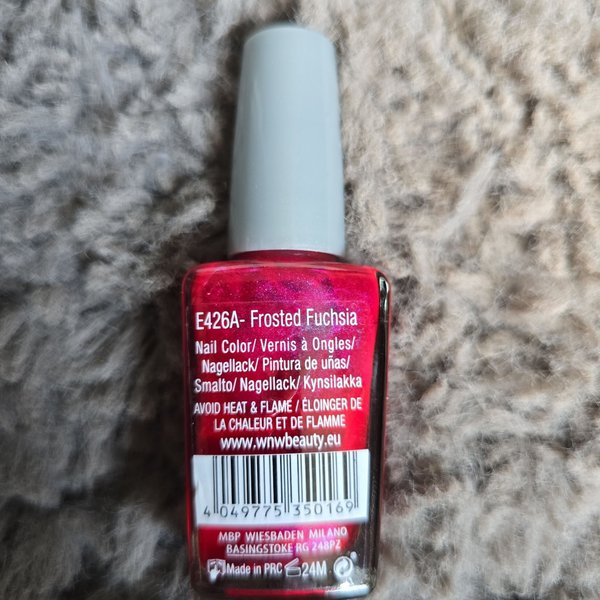 E426A- Frosted Fuchsia
Nail Color/ Vernis à Ongles/
Nagellack/ Pintura de uñas/
Smalto/ Nagellack/ Kynsilakka
AVOID HEAT & FLAME / ÉLOINGER DE
LA CHALEUR ET DE FLAMME
www.wnwbeauty.eu
4 049775 350169
MBP WIESBADEN MILANO
BASINGSTOKE RG 248PZ
Made in PRC 24M